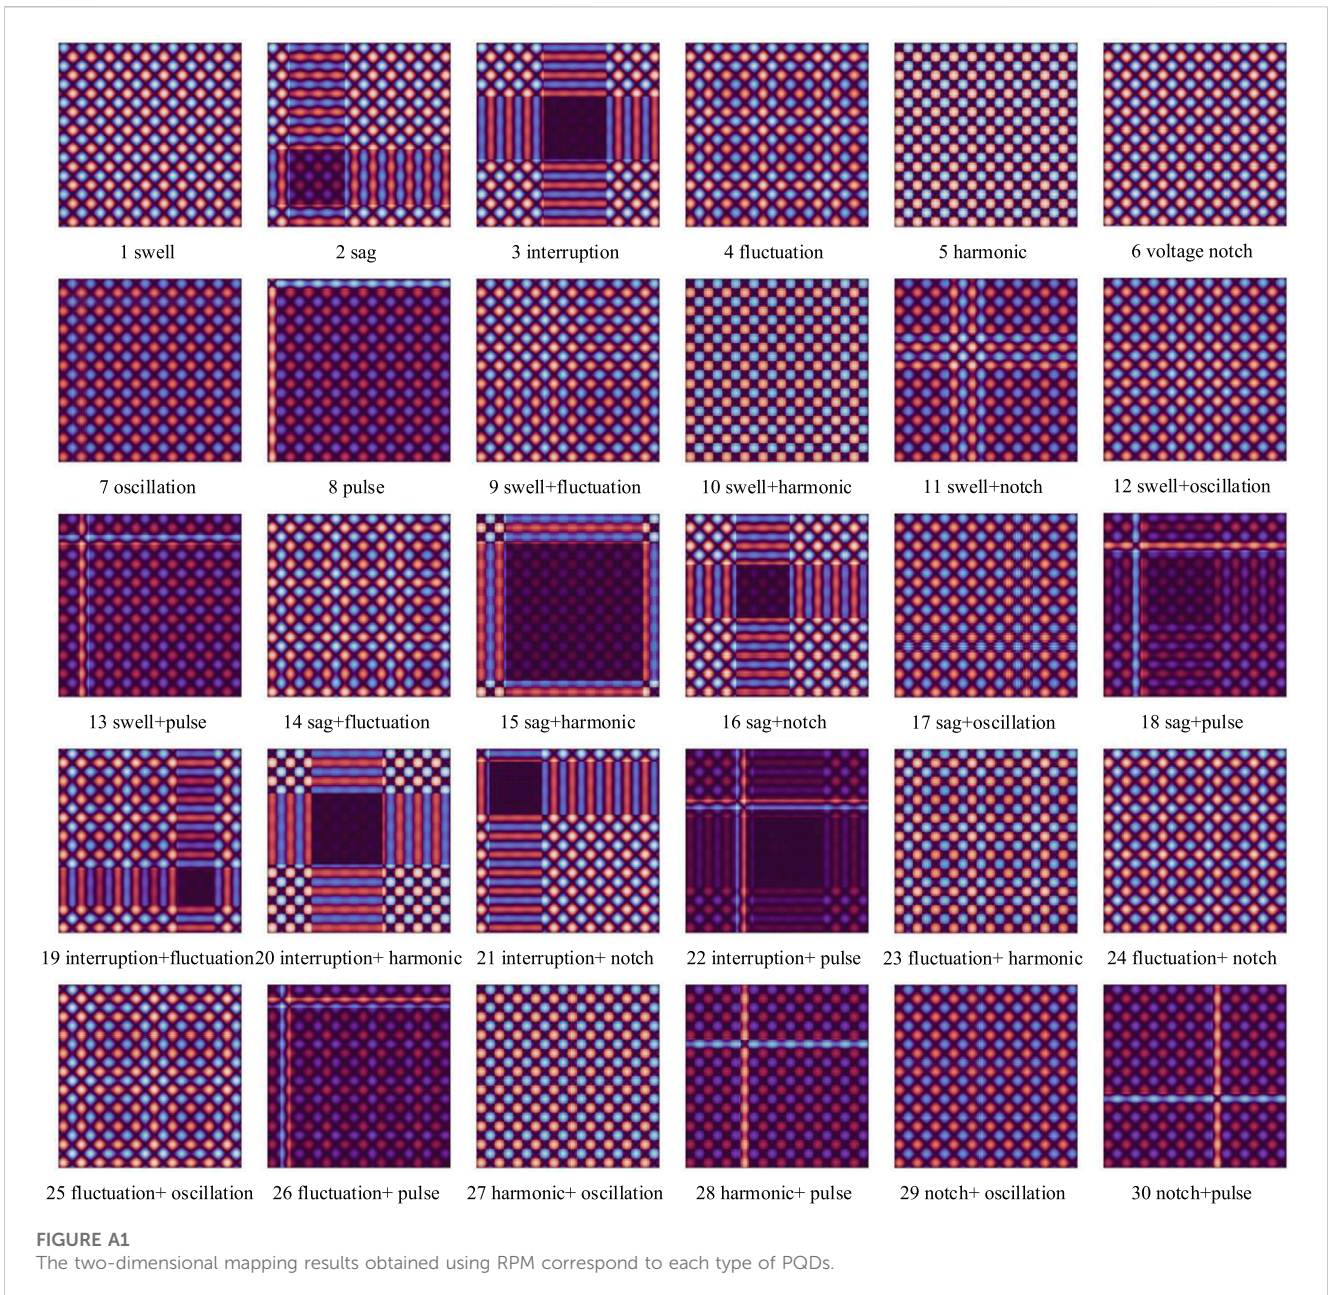 1 swell
2 sag
3 interruption
4 fluctuation
5 harmonic
6 voltage notch
7 oscillation
8 pulse
9 swell+fluctuation
10 swell+harmonic
11 swell+notch
12 swell+oscillation
13 swell+pulse
14 sag+fluctuation
15 sag+harmonic
16 sag+notch
17 sag+oscillation
18 sag+pulse
19 interruption+fluctuation
20 interruption+ harmonic
21 interruption+ notch
22 interruption+ pulse
23 fluctuation+ harmonic
24 fluctuation+ notch
25 fluctuation+ oscillation
26 fluctuation+ pulse
27 harmonic+ oscillation
28 harmonic+ pulse
29 notch+ oscillation
30 notch+pulse
FIGURE A1
The two-dimensional mapping results obtained using RPM correspond to each type of PQDs.